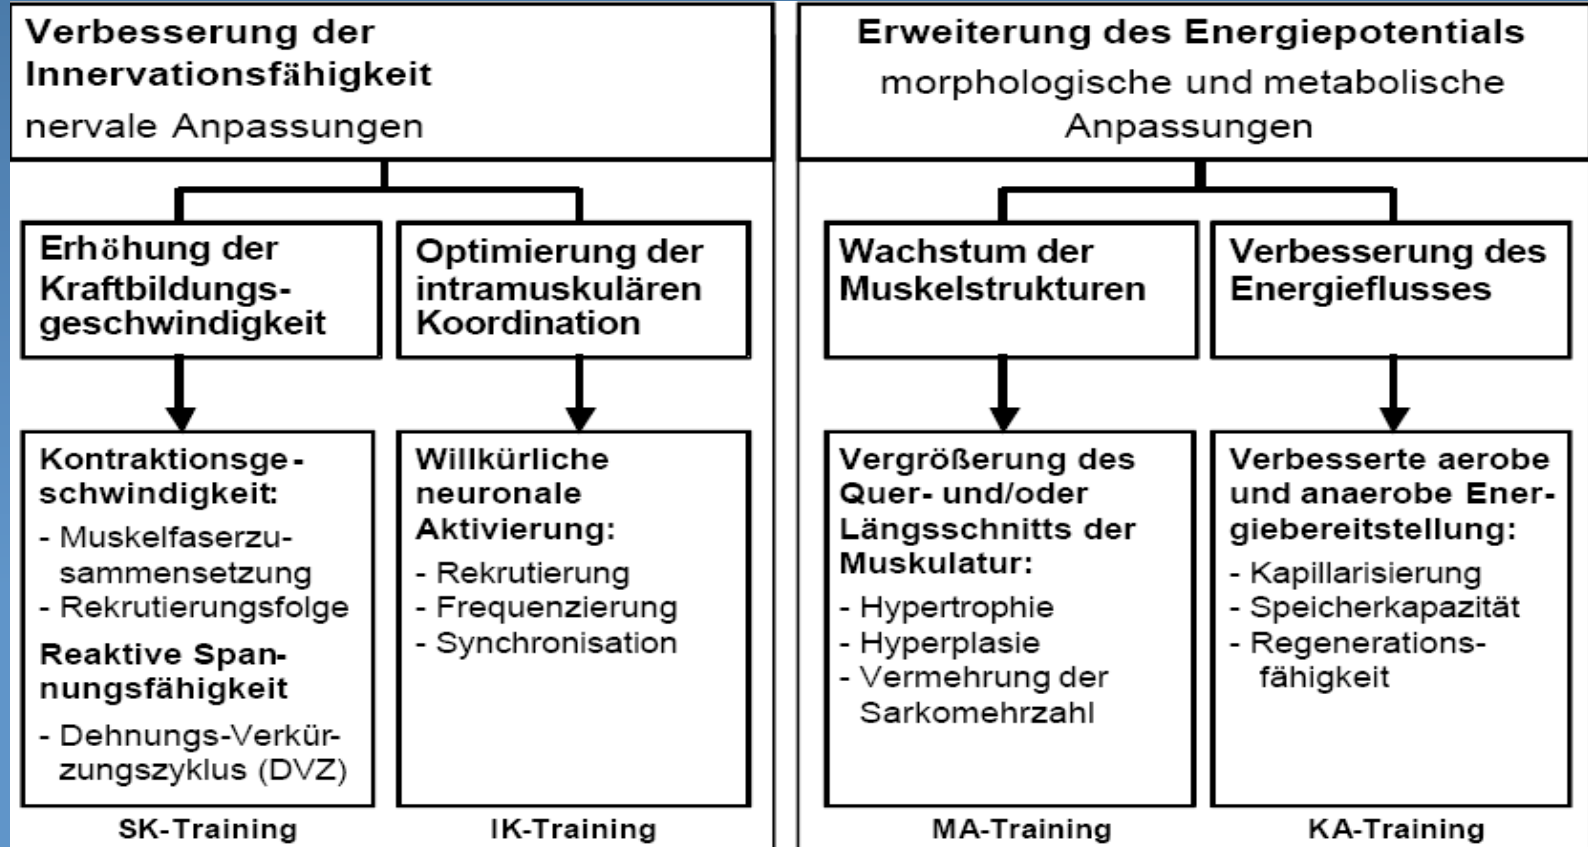 Verbesserung der
Innervationsfähigkeit
nervale Anpassungen
Erhöhung der
Kraftbildungs-
geschwindigkeit
Optimierung der
intramuskulären
Koordination
Kontraktionsge-
schwindigkeit:
- Muskelfaserzu-
sammensetzung
- Rekrutierungsfolge
Reaktive Span-
nungsfähigkeit
- Dehnungs-Verkür-
zungszyklus (DVZ)
SK-Training
Willkürliche
neuronale
Aktivierung:
- Rekrutierung
- Frequenzierung
- Synchronisation
IK-Training
Erweiterung des Energiepotentials
morphologische und metabolische
Anpassungen
Wachstum der
Muskelstrukturen
Verbesserung des
Energieflusses
Vergrößerung des
Quer- und/oder
Längsschnitts der
Muskulatur:
- Hypertrophie
- Hyperplasie
- Vermehrung der
Sarkomehrzahl
MA-Training
Verbesserte aerobe
und anaerobe Ener-
giebereitstellung:
- Kapillarisierung
- Speicherkapazität
- Regenerations-
fähigkeit
KA-Training